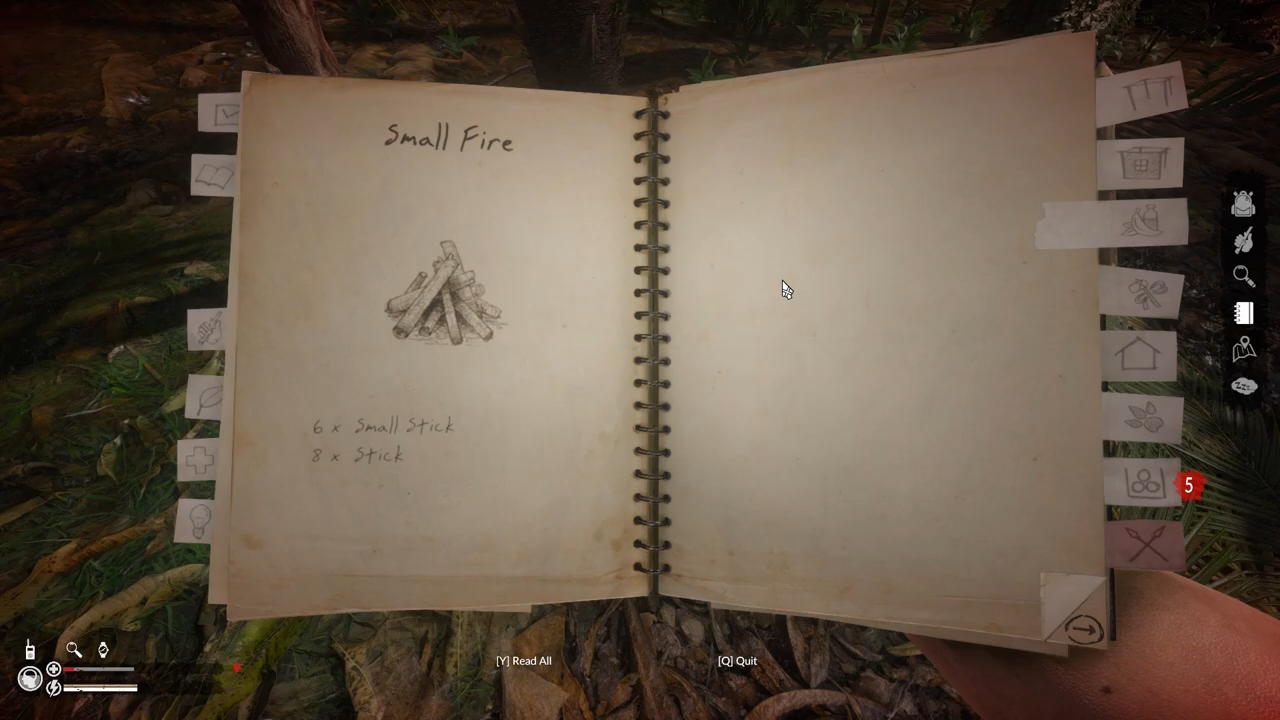 Small Fire
6 x Small Stick
8 x Stick
5
[Y] Read All
[Q] Quit